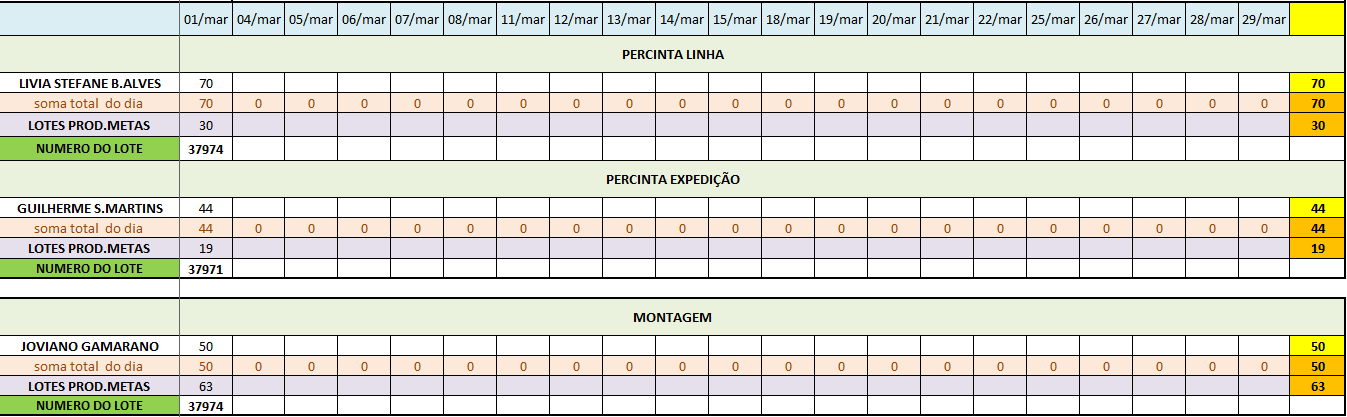 01/mar 04/mar 05/mar 06/mar 07/mar 08/mar 11/mar 12/mar 13/mar 14/mar 15/mar 18/mar 19/mar 20/mar 21/mar 22/mar 25/mar 26/mar 27/mar 28/mar 29/mar
PERCINTA LINHA
LIVIA STEFANE B.ALVES 70 70
soma total do dia 70 0 0 0 0 0 0 0 0 0 0 0 0 0 0 0 0 0 0 0 0 70
LOTES PROD.METAS 30 30
NUMERO DO LOTE 37974
PERCINTA EXPEDIÇÃO
GUILHERME S.MARTINS 44 44
soma total do dia 44 0 0 0 0 0 0 0 0 0 0 0 0 0 0 0 0 0 0 0 0 44
LOTES PROD.METAS 19 19
NUMERO DO LOTE 37971
MONTAGEM
JOVIANO GAMARANO 50 50
soma total do dia 50 0 0 0 0 0 0 0 0 0 0 0 0 0 0 0 0 0 0 0 0 50
LOTES PROD.METAS 63 63
NUMERO DO LOTE 37974